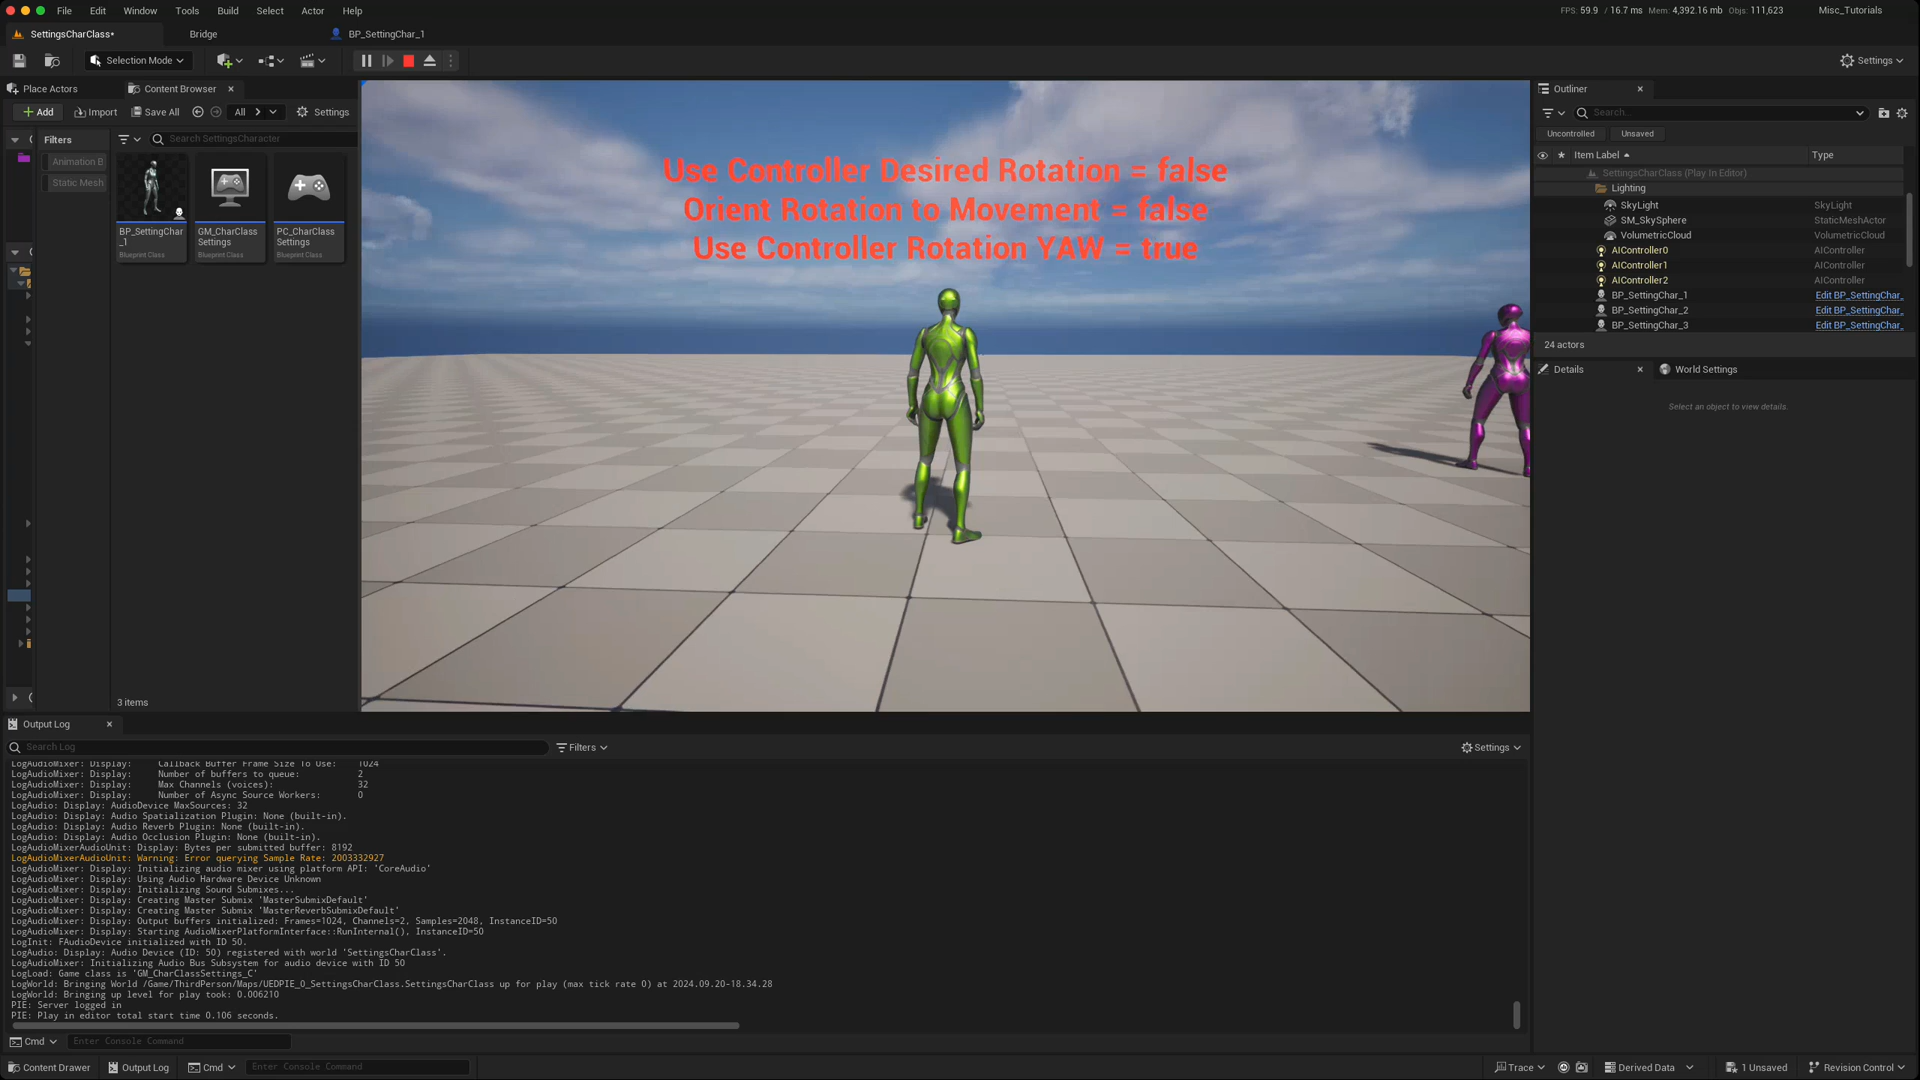 File Edit Window Tools Build Select Actor Help
FPS: 59.9 / 16.7 ms Mem: 4,392.16 mb Objs: 111,623 Misc_Tutorials
SettingsCharClass• Bridge BP_SettingChar_1
Selection Mode Settings
Place Actors Content Browser
Add Import Save All All Settings
Filters Search SettingsCharacter
Animation B
Static Mesh
BP_SettingChar
_1
Blueprint Class
GM_CharClass
Settings
Blueprint Class
PC_CharClass
Settings
Blueprint Class
3 items
Use Controller Desired Rotation = false
Orient Rotation to Movement = false
Use Controller Rotation YAW = true
Outliner
Search...
Uncontrolled Unsaved
Item Label Type
SettingsCharClass (Play In Editor)
Lighting
SkyLight SkyLight
SM_SkySphere StaticMeshActor
VolumetricCloud VolumetricCloud
AIController0 AIController
AIController1 AIController
AIController2 AIController
BP_SettingChar_1 Edit BP_SettingChar_
BP_SettingChar_2 Edit BP_SettingChar_
BP_SettingChar_3 Edit BP_SettingChar_
24 actors
Details World Settings
Select an object to view details.
Output Log
Search Log Filters Settings
LogAudioMixer: Display: Callback Buffer Frame Size To Use: 1024
LogAudioMixer: Display: Number of buffers to queue: 2
LogAudioMixer: Display: Max Channels (voices): 32
LogAudioMixer: Display: Number of Async Source Workers: 0
LogAudio: Display: AudioDevice MaxSources: 32
LogAudio: Display: Audio Spatialization Plugin: None (built-in).
LogAudio: Display: Audio Reverb Plugin: None (built-in).
LogAudio: Display: Audio Occlusion Plugin: None (built-in).
LogAudioMixerAudioUnit: Display: Bytes per submitted buffer: 8192
LogAudioMixerAudioUnit: Warning: Error querying Sample Rate: 2003332927
LogAudioMixer: Display: Initializing audio mixer using platform API: 'CoreAudio'
LogAudioMixer: Display: Using Audio Hardware Device Unknown
LogAudioMixer: Display: Initializing Sound Submixes...
LogAudioMixer: Display: Creating Master Submix 'MasterSubmixDefault'
LogAudioMixer: Display: Creating Master Submix 'MasterReverbSubmixDefault'
LogAudioMixer: Display: Output buffers initialized: Frames=1024, Channels=2, Samples=2048, InstanceID=50
LogAudioMixer: Display: Starting AudioMixerPlatformInterface::RunInternal(), InstanceID=50
LogInit: FAudioDevice initialized with ID 50.
LogAudio: Display: Audio Device (ID: 50) registered with world 'SettingsCharClass'.
LogAudioMixer: Initializing Audio Bus Subsystem for audio device with ID 50
LogLoad: Game class is 'GM_CharClassSettings_C'
LogWorld: Bringing World /Game/ThirdPerson/Maps/UEDPIE_0_SettingsCharClass.SettingsCharClass up for play (max tick rate 0) at 2024.09.20-18.34.28
LogWorld: Bringing up level for play took: 0.006210
PIE: Server logged in
PIE: Play in editor total start time 0.106 seconds.
Cmd Enter Console Command
Content Drawer Output Log Cmd Enter Console Command
Trace Derived Data 1 Unsaved Revision Control